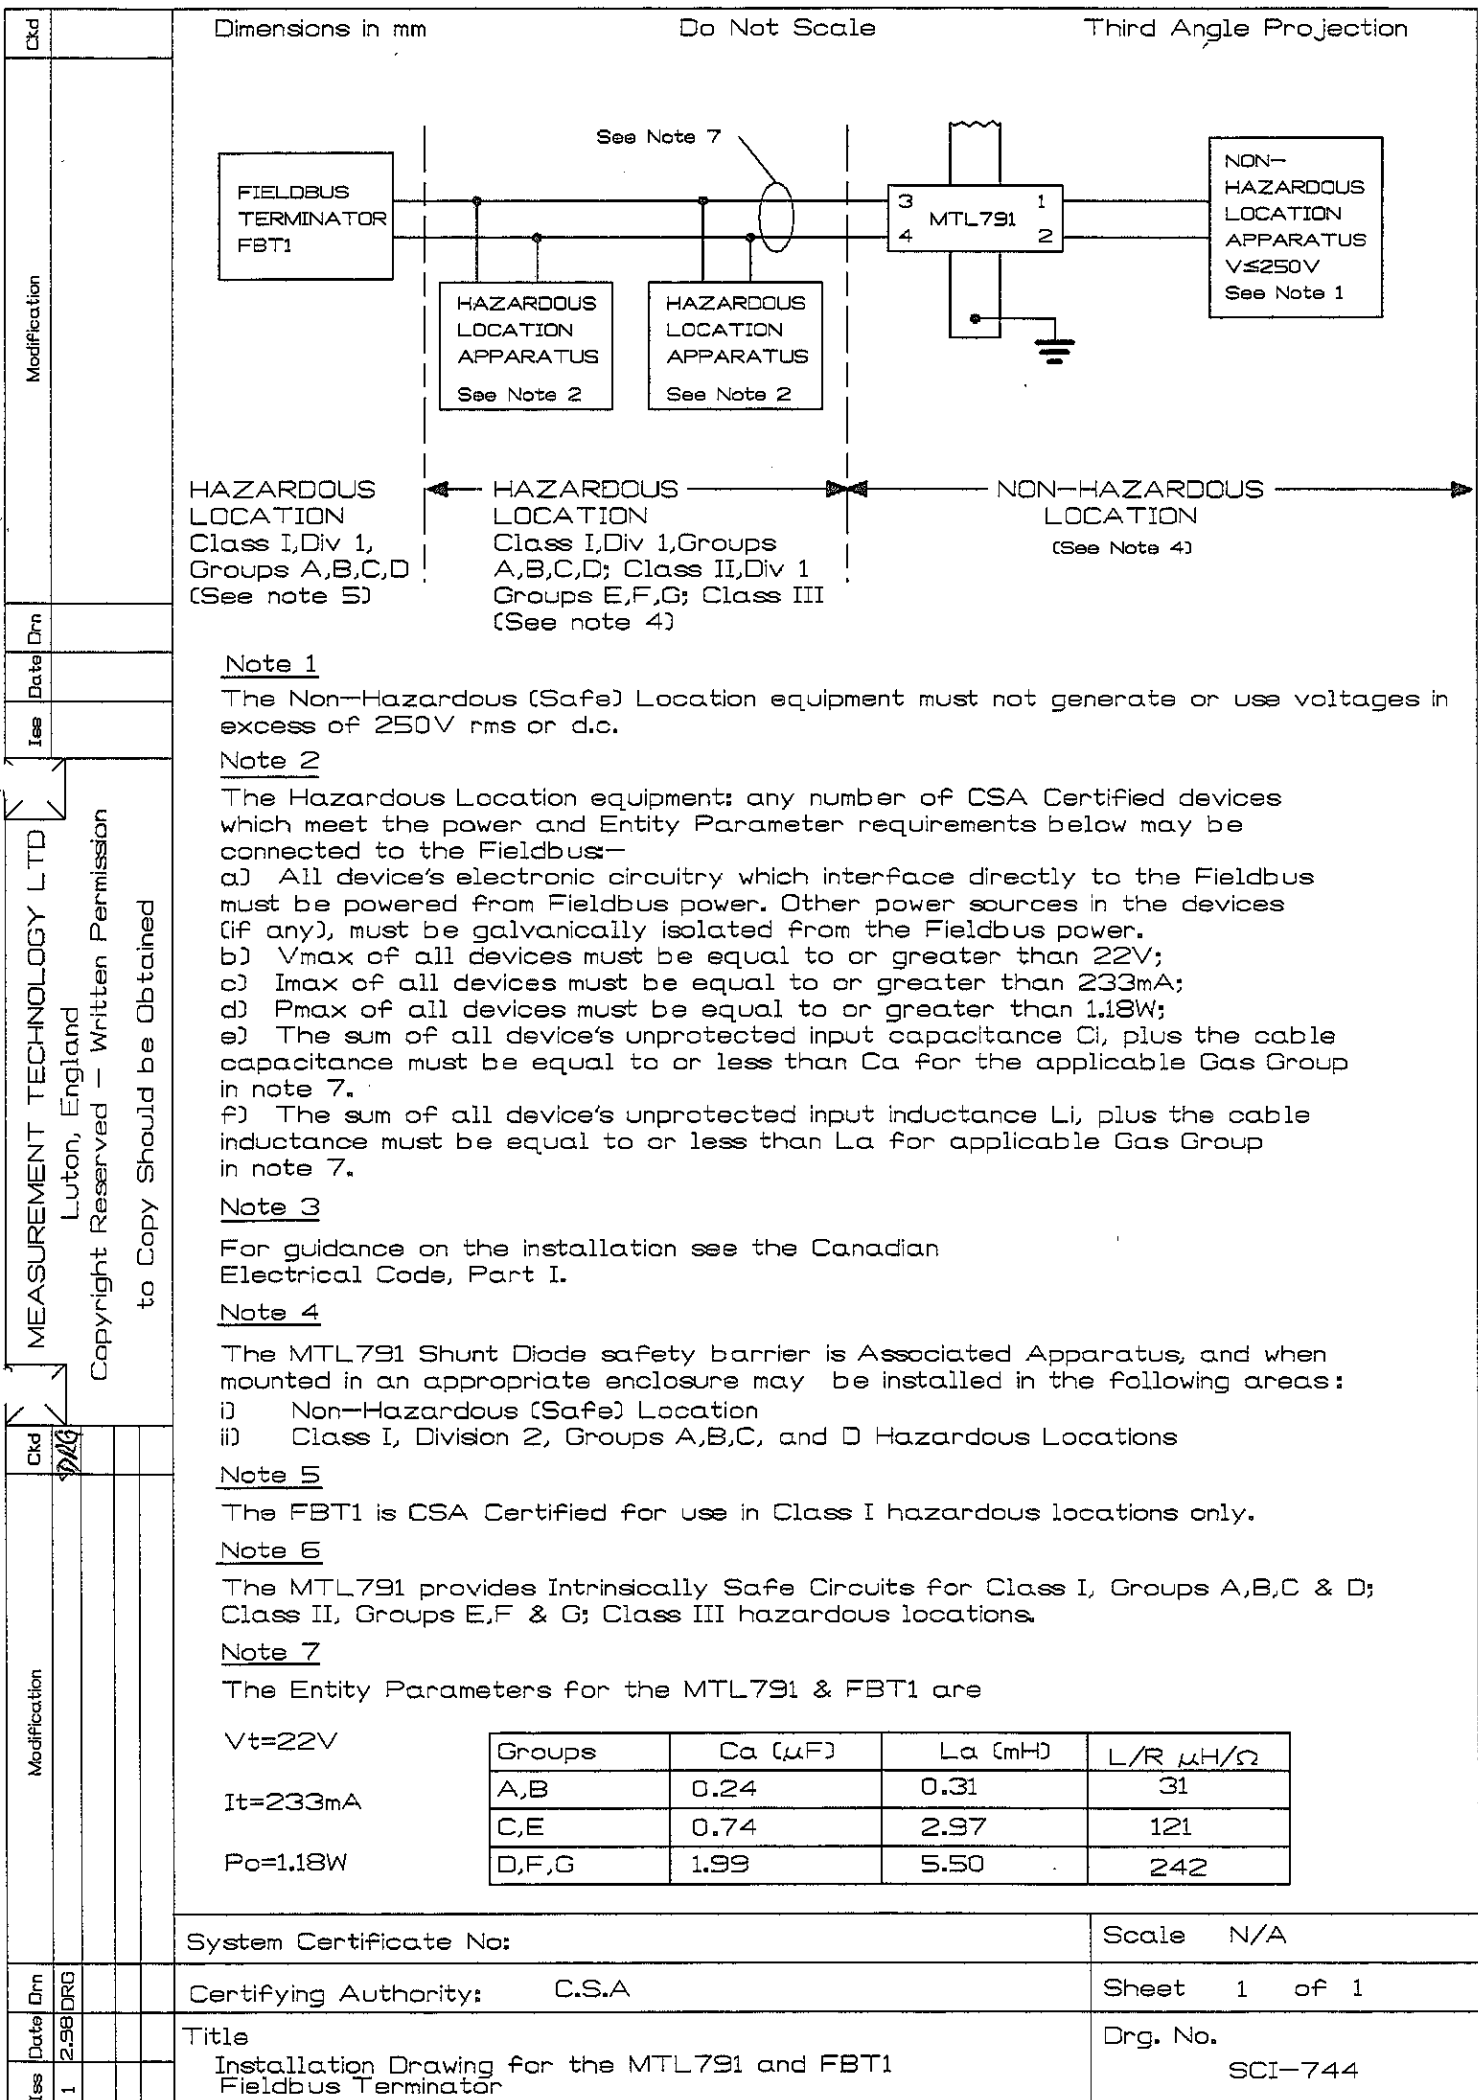 Dimensions in mm
Do Not Scale
Third Angle Projection
See Note 7
FIELDBUS
TERMINATOR
FBT1
HAZARDOUS
LOCATION
APPARATUS
See Note 2
HAZARDOUS
LOCATION
APPARATUS
See Note 2
3
4
MTL791
1
2
NON-
HAZARDOUS
LOCATION
APPARATUS
V≤250V
See Note 1
HAZARDOUS
LOCATION
Class I,Div 1,
Groups A,B,C,D
(See note 5)
HAZARDOUS
LOCATION
Class I,Div 1,Groups
A,B,C,D; Class II,Div 1
Groups E,F,G; Class III
(See note 4)
NON-HAZARDOUS
LOCATION
(See Note 4)
Note 1
The Non-Hazardous (Safe) Location equipment must not generate or use voltages in
excess of 250V rms or d.c.
Note 2
The Hazardous Location equipment: any number of CSA Certified devices
which meet the power and Entity Parameter requirements below may be
connected to the Fieldbus:-
a) All device's electronic circuitry which interface directly to the Fieldbus
must be powered from Fieldbus power. Other power sources in the devices
(if any), must be galvanically isolated from the Fieldbus power.
b) Vmax of all devices must be equal to or greater than 22V;
c) Imax of all devices must be equal to or greater than 233mA;
d) Pmax of all devices must be equal to or greater than 1.18W;
e) The sum of all device's unprotected input capacitance Ci, plus the cable
capacitance must be equal to or less than Ca for the applicable Gas Group
in note 7.
f) The sum of all device's unprotected input inductance Li, plus the cable
inductance must be equal to or less than La for applicable Gas Group
in note 7.
Note 3
For guidance on the installation see the Canadian
Electrical Code, Part I.
Note 4
The MTL791 Shunt Diode safety barrier is Associated Apparatus, and when
mounted in an appropriate enclosure may be installed in the following areas:
i) Non-Hazardous (Safe) Location
ii) Class I, Division 2, Groups A,B,C, and D Hazardous Locations
Note 5
The FBT1 is CSA Certified for use in Class I hazardous locations only.
Note 6
The MTL791 provides Intrinsically Safe Circuits for Class I, Groups A,B,C & D;
Class II, Groups E,F & G; Class III hazardous locations.
Note 7
The Entity Parameters for the MTL791 & FBT1 are
Vt=22V
It=233mA
Po=1.18W
Groups Ca (µF) La (mH) L/R µH/Ω
A,B 0.24 0.31 31
C,E 0.74 2.97 121
D,F,G 1.99 5.50 242
System Certificate No:
Scale N/A
Certifying Authority: C.S.A
Sheet 1 of 1
Title
Installation Drawing for the MTL791 and FBT1
Fieldbus Terminator
Drg. No.
SCI-744
Ckd
Modification
Drn
Date
Iss
MEASUREMENT TECHNOLOGY LTD
Luton, England
Copyright Reserved - Written Permission
to Copy Should be Obtained
Ckd
DRG
Modification
Drn
DRG
Date
2.98
Iss
1